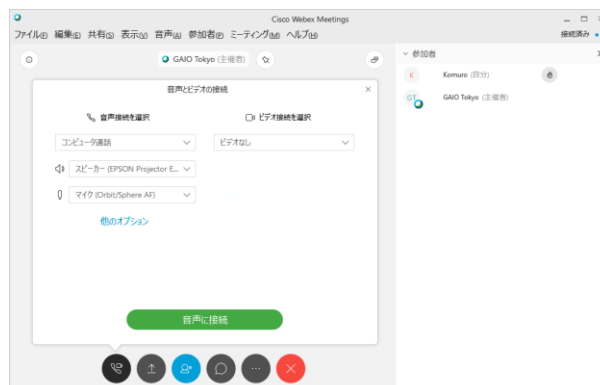 Cisco Webex Meetings
ファイル(F) 編集(E) 共有(S) 表示(V) 音声(A) 参加者(P) ミーティング(M) ヘルプ(H)
接続済み
GAIO Tokyo (主催者)
音声とビデオの接続
音声接続を選択
ビデオ接続を選択
コンピュータ通話
ビデオなし
スピーカー (EPSON Projector E...
マイク (Orbit/Sphere AF)
他のオプション
音声に接続
参加者
K Komuro (自分)
GT GAIO Tokyo (主催者)